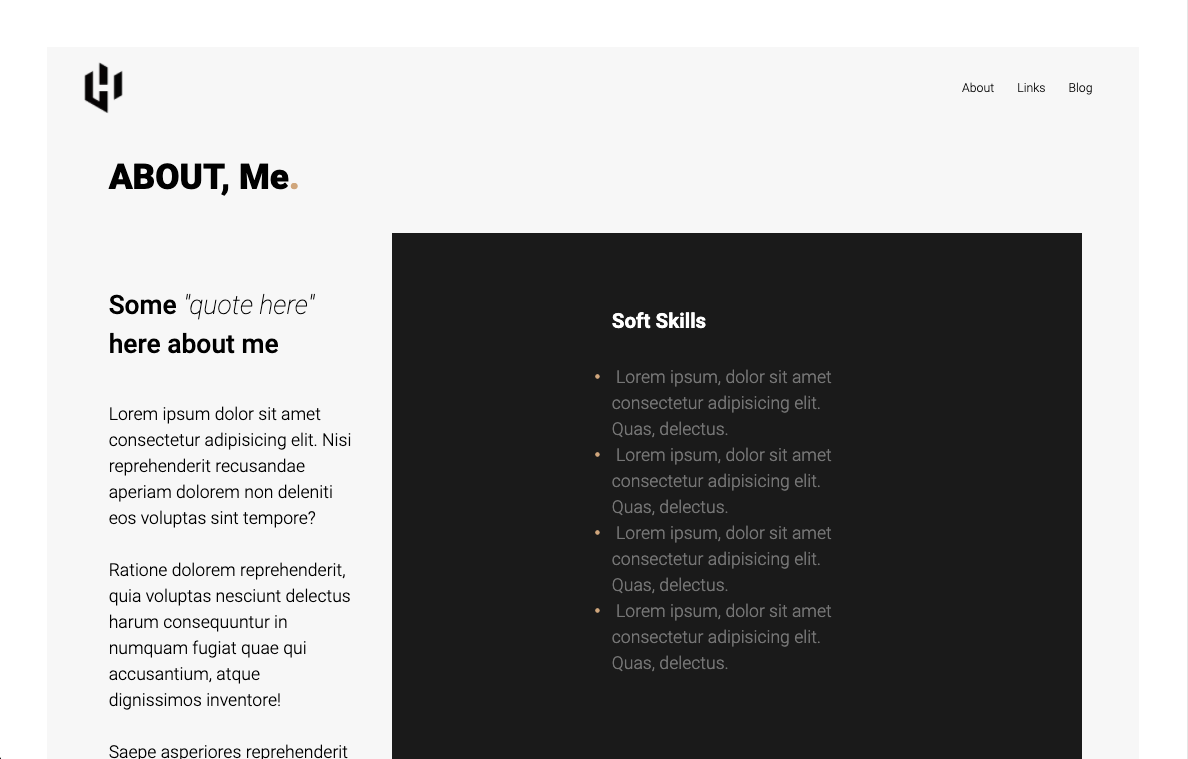 About Links Blog
ABOUT, Me.
Some "quote here"
here about me
Lorem ipsum dolor sit amet
consectetur adipisicing elit. Nisi
reprehenderit recusandae
aperiam dolorem non deleniti
eos voluptas sint tempore?
Ratione dolorem reprehenderit,
quia voluptas nesciunt delectus
harum consequuntur in
numquam fugiat quae qui
accusantium, atque
dignissimos inventore!
Saepe asperiores reprehenderit
Soft Skills
• Lorem ipsum, dolor sit amet
consectetur adipisicing elit.
Quas, delectus.
• Lorem ipsum, dolor sit amet
consectetur adipisicing elit.
Quas, delectus.
• Lorem ipsum, dolor sit amet
consectetur adipisicing elit.
Quas, delectus.
• Lorem ipsum, dolor sit amet
consectetur adipisicing elit.
Quas, delectus.